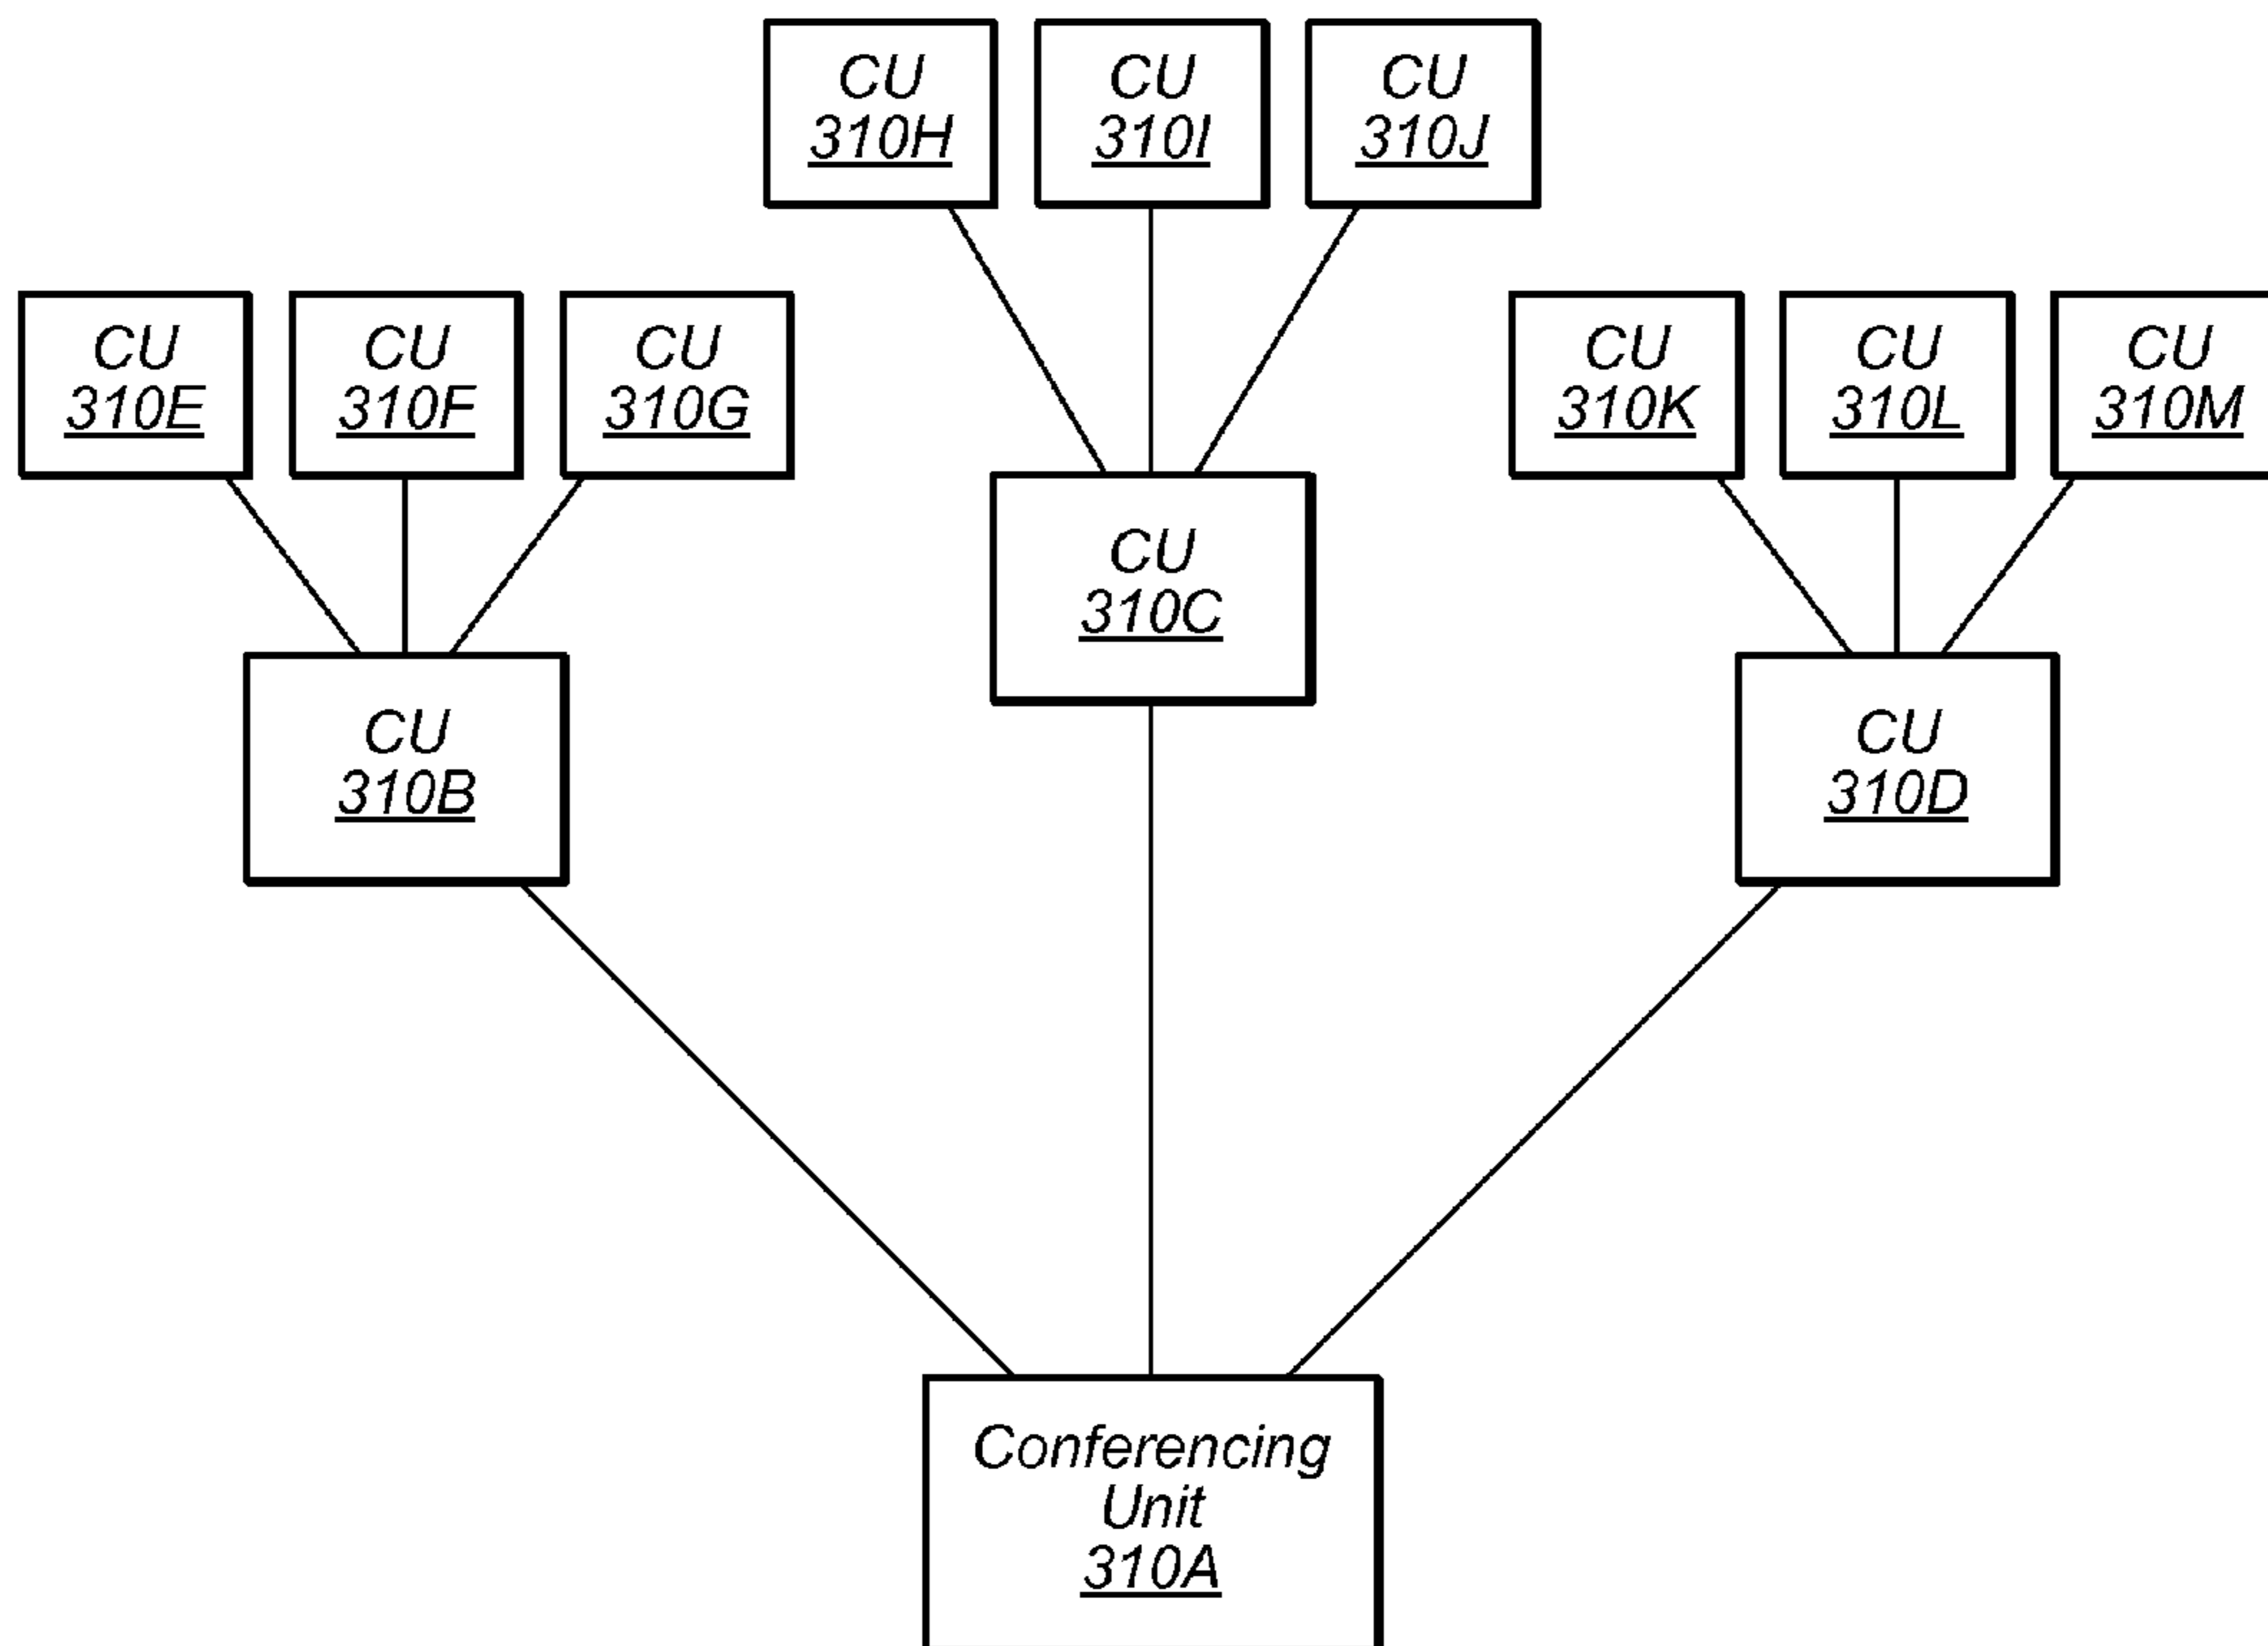 CU
310H
CU
310I
CU
310J
CU
310E
CU
310F
CU
310G
CU
310K
CU
310L
CU
310M
CU
310C
CU
310B
CU
310D
Conferencing
Unit
310A